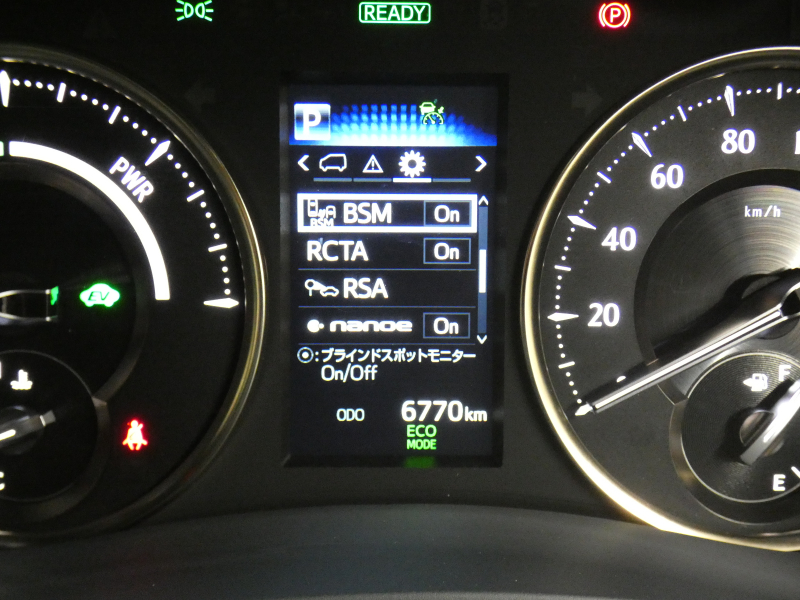 READY
P
P
PWR
EV
BSM
BSM On
RCTA On
RSA
nanoe On
:ブラインドスポットモニター
On/Off
ODO 6770km
ECO
MODE
80
60
40
20
km/h
F
E
C